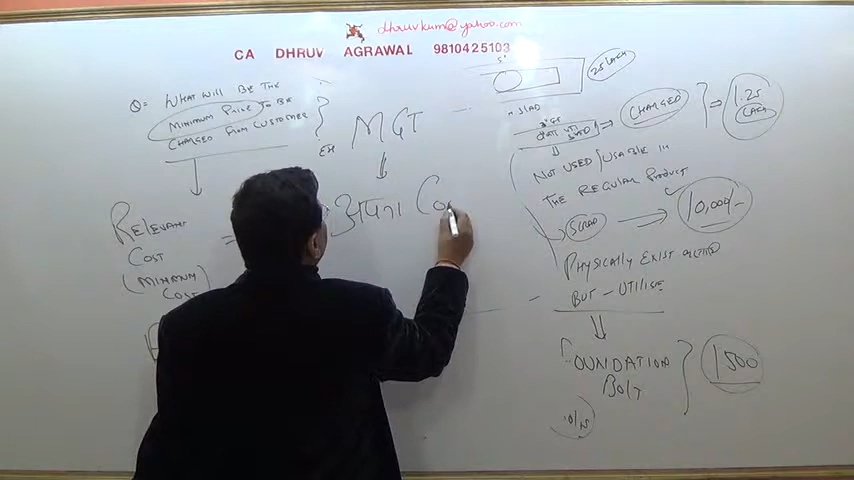 dhruvkum@yahoo.com
CA DHRUV AGRAWAL 9810425103
Q= WHAT WILL BE THE
MINIMUM PRICE TO BE
CHARGED FROM CUSTOMER
MGT
अपना Co
RELEVANT
COST
(MINIMUM
COST
25 LACH
CHARGED
1.25
LACH
NOT USED/USABLE IN
THE REGULAR PRODUCT
SCRAP
10,000/-
PHYSICALLY EXIST
BUT - UTILISE
FOUNDATION
BOLT
1500